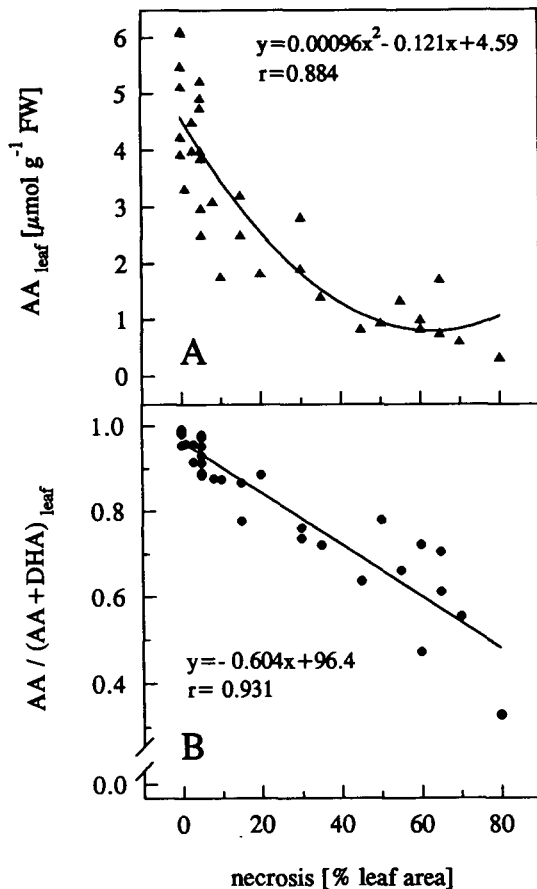 6
5
4
3
2
1
0
AA leaf [μmol g⁻¹ FW]
y=0.00096x²-0.121x+4.59
r=0.884
A
1.0
0.8
0.6
0.4
0.0
AA / (AA+DHA) leaf
y=-0.604x+96.4
r= 0.931
B
0 20 40 60 80
necrosis [% leaf area]